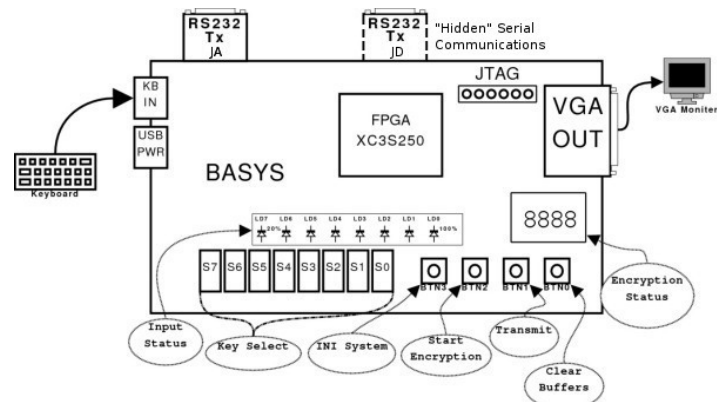 RS232
Tx
JA
RS232
Tx
JD
"Hidden" Serial
Communications
KB
IN
JTAG
FPGA
XC3S250
VGA
OUT
VGA Moniter
USB
PWR
Keyboard
BASYS
LD7 LD6 LD5 LD4 LD3 LD2 LD1 LD0
20% 100%
8888
S7 S6 S5 S4 S3 S2 S1 S0
BTN3 BTN2 BTN1 BTN0
Encryption
Status
Input
Status
Key Select
INI System
Start
Encryption
Transmit
Clear
Buffers